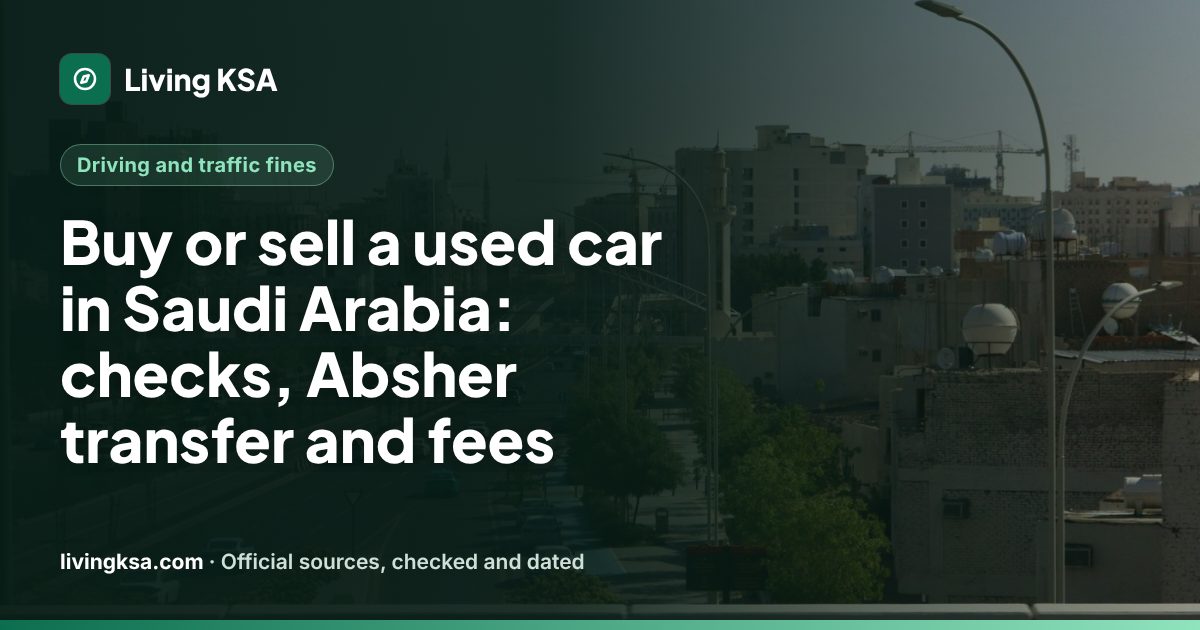 Living KSA
Driving and traffic fines
Buy or sell a used car
in Saudi Arabia:
checks, Absher
transfer and fees
livingksa.com · Official sources, checked and dated